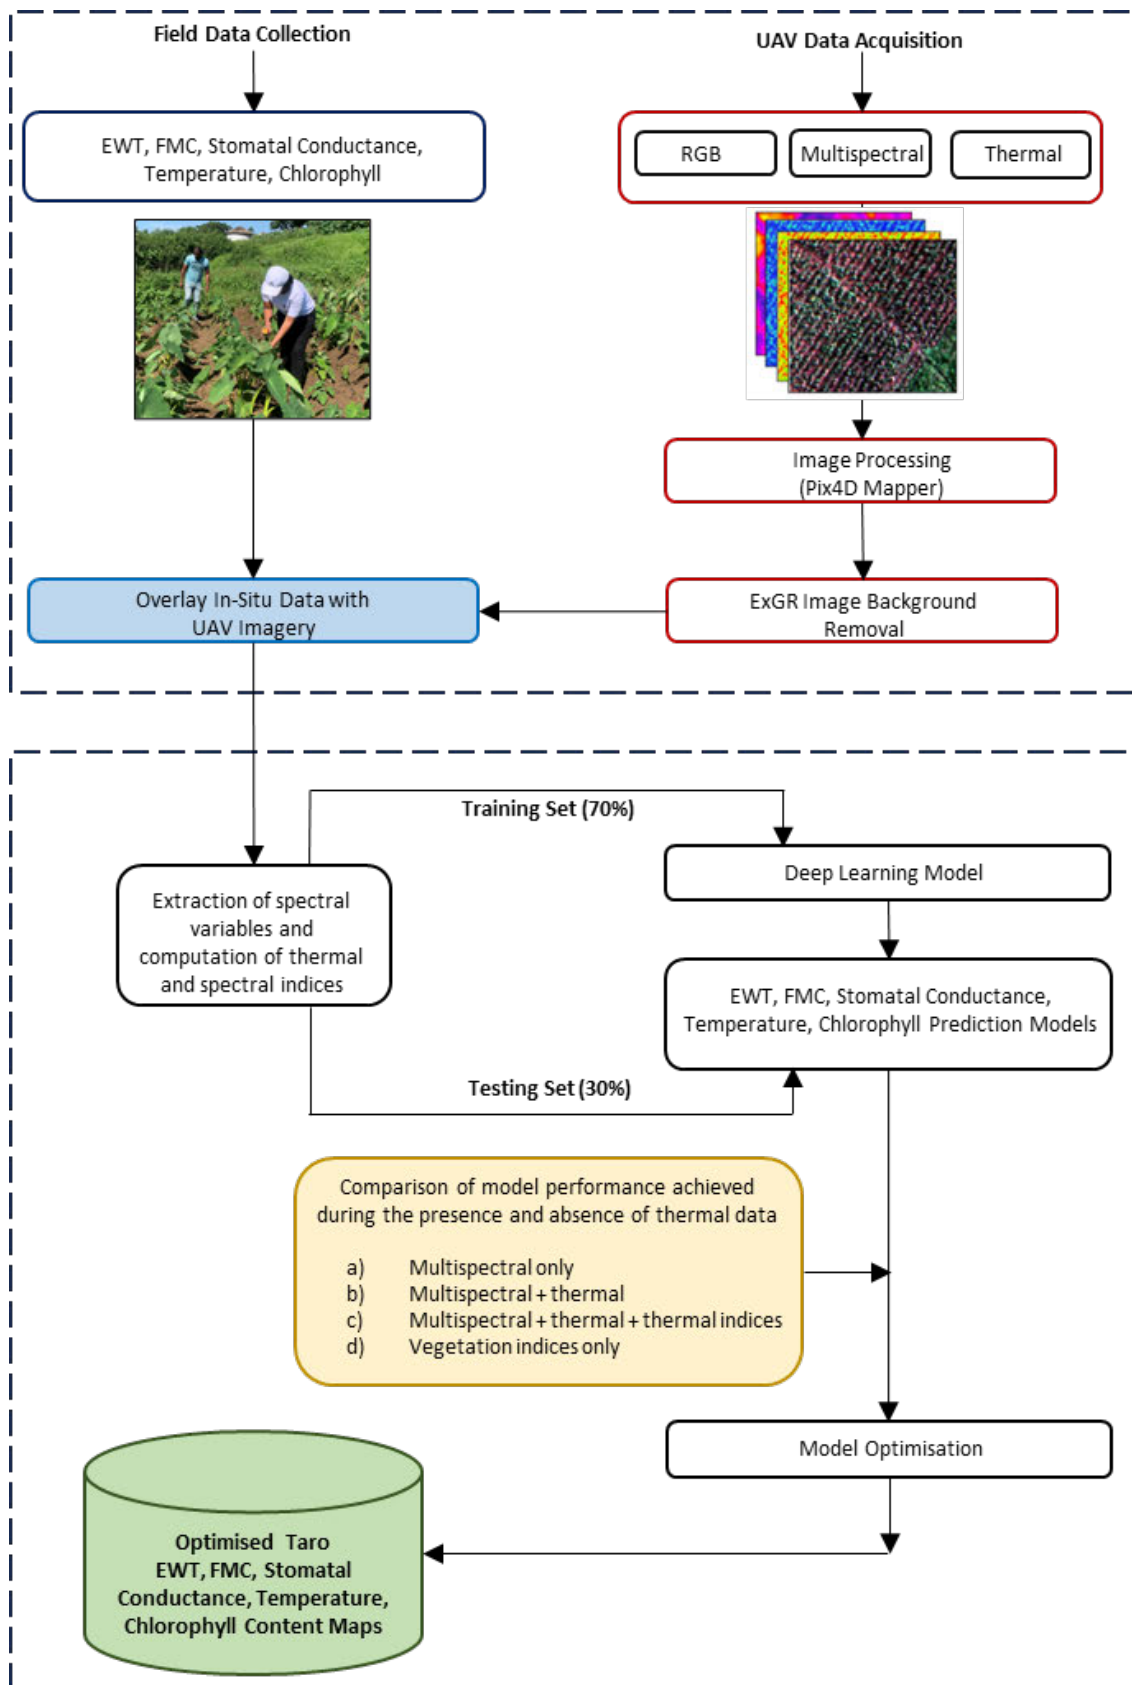 Field Data Collection
UAV Data Acquisition
EWT, FMC, Stomatal Conductance,
Temperature, Chlorophyll
RGB
Multispectral
Thermal
Image Processing
(Pix4D Mapper)
Overlay In-Situ Data with
UAV Imagery
ExGR Image Background
Removal
Training Set (70%)
Deep Learning Model
Extraction of spectral
variables and
computation of thermal
and spectral indices
EWT, FMC, Stomatal Conductance,
Temperature, Chlorophyll Prediction Models
Testing Set (30%)
Comparison of model performance achieved
during the presence and absence of thermal data
a) Multispectral only
b) Multispectral + thermal
c) Multispectral + thermal + thermal indices
d) Vegetation indices only
Model Optimisation
Optimised Taro
EWT, FMC, Stomatal
Conductance, Temperature,
Chlorophyll Content Maps